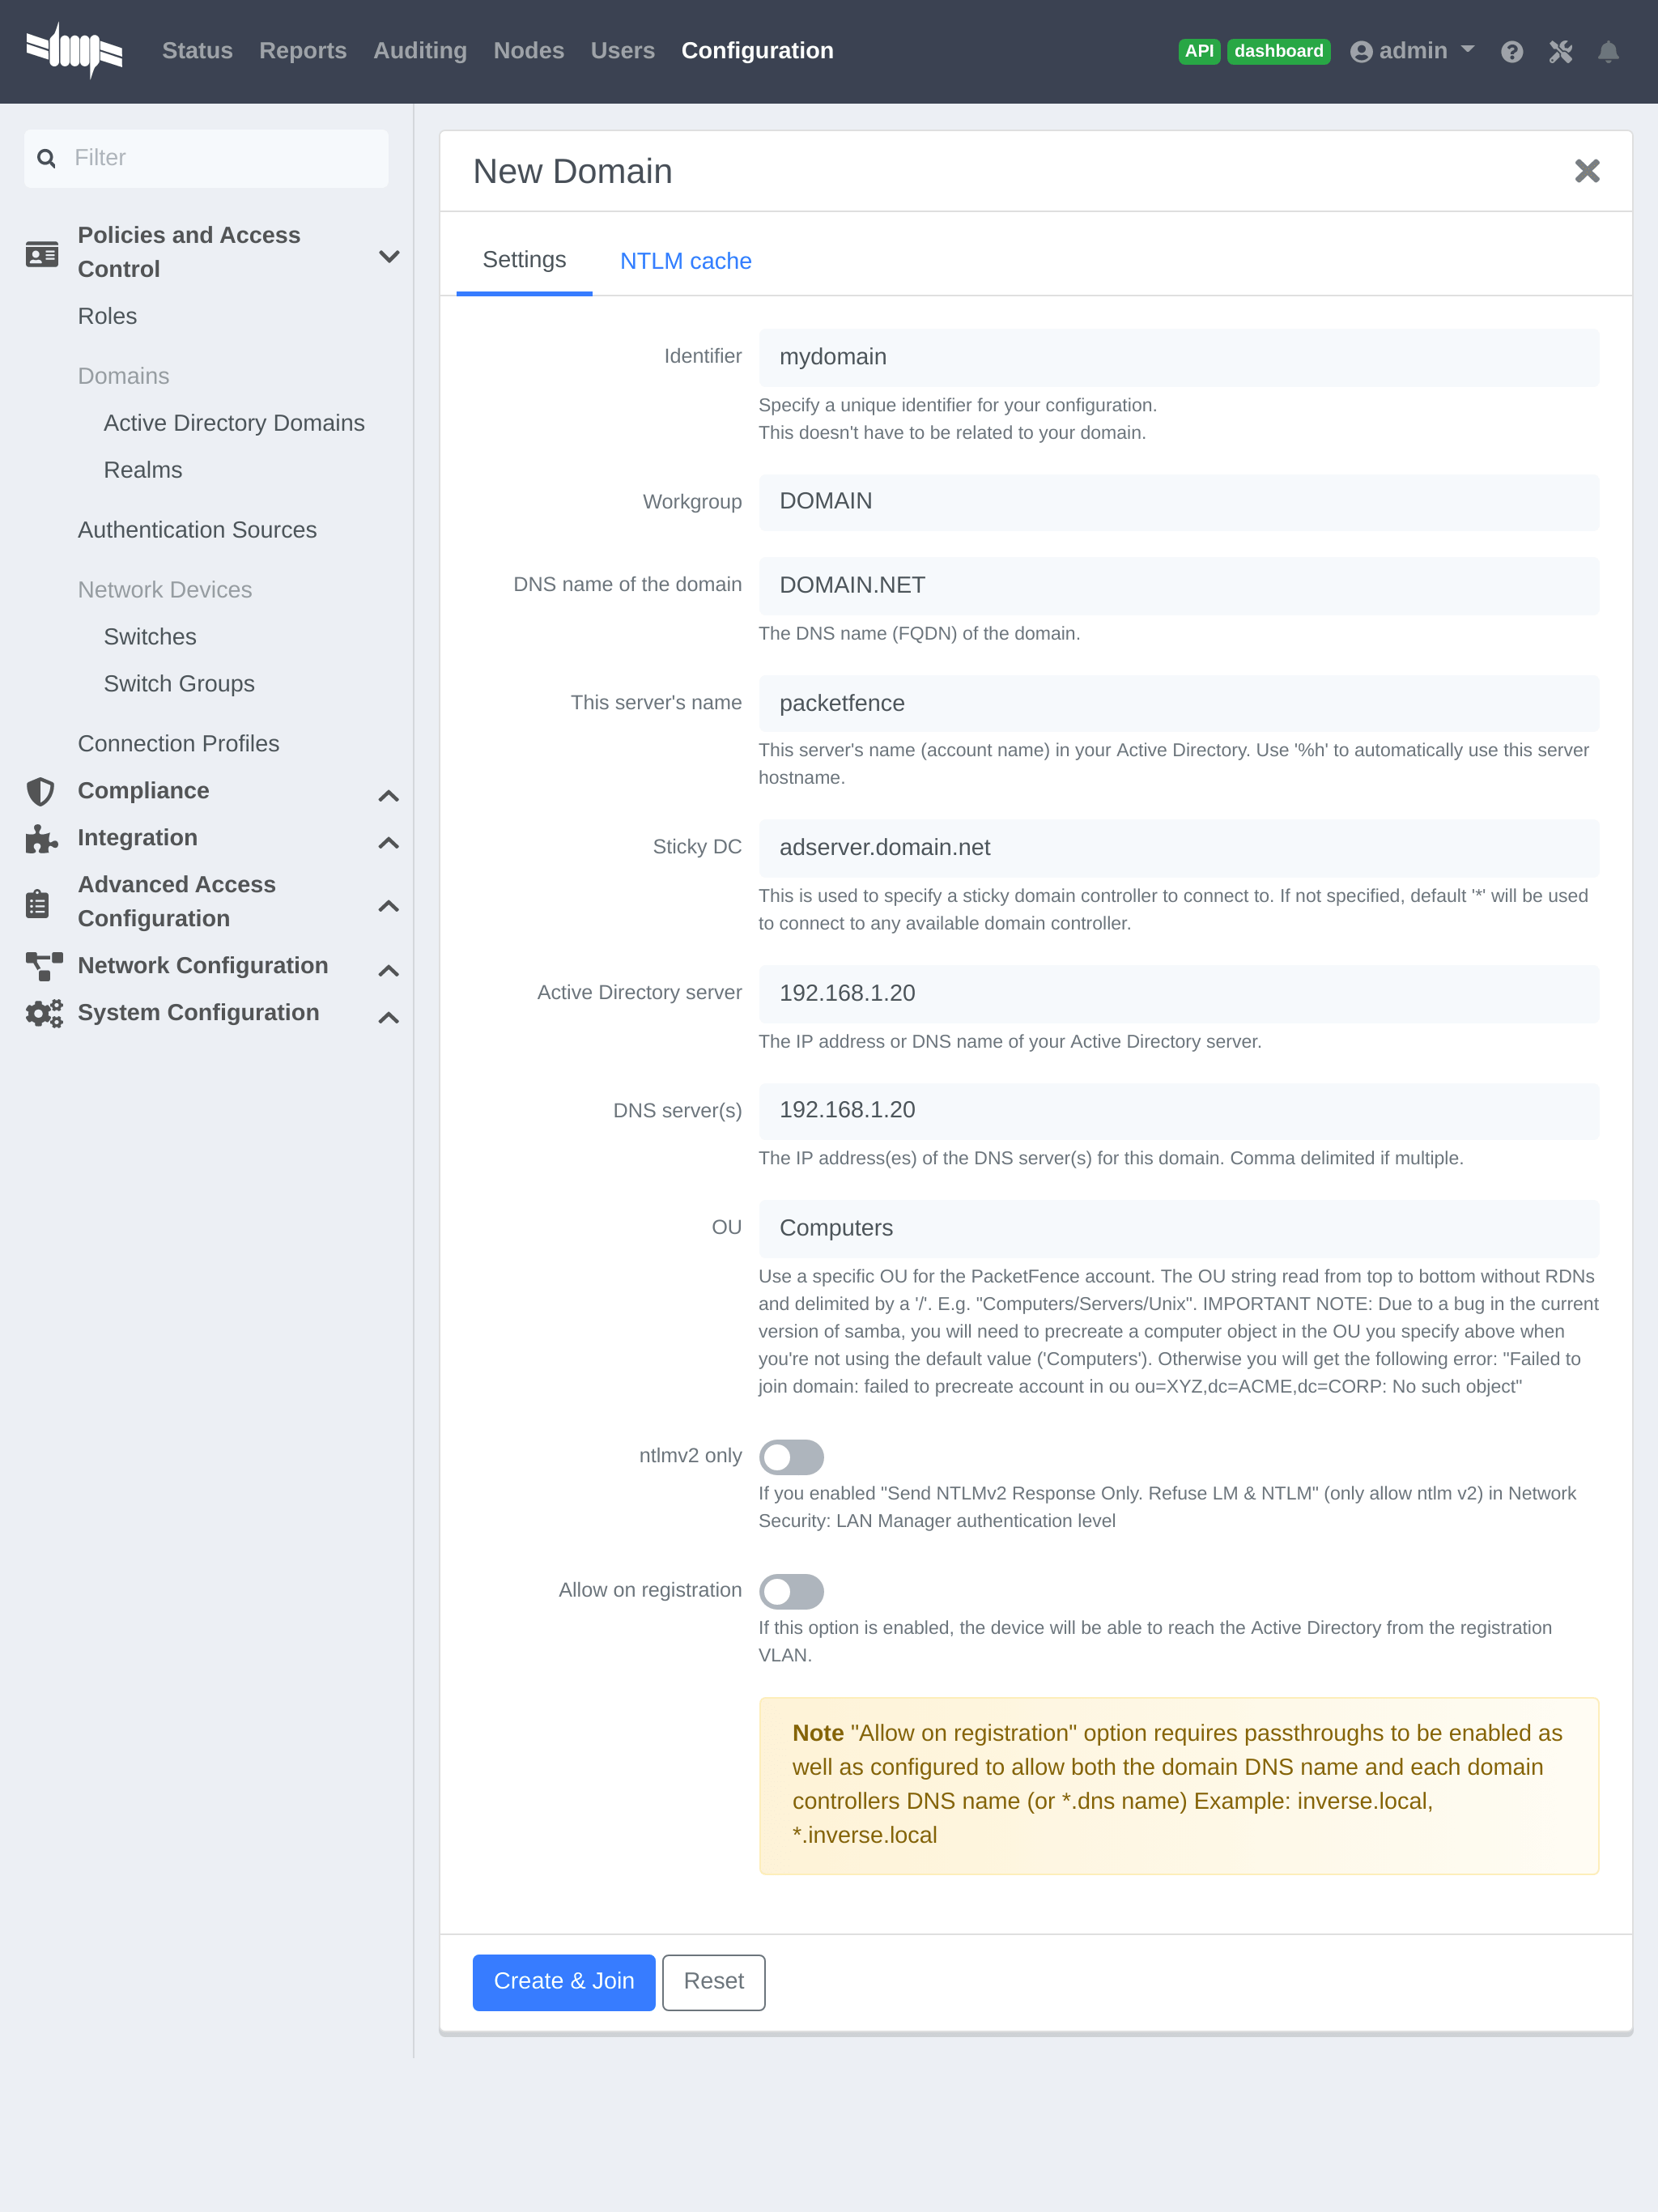 Status Reports Auditing Nodes Users Configuration API dashboard admin
Filter
Policies and Access
Control
Roles
Domains
Active Directory Domains
Realms
Authentication Sources
Network Devices
Switches
Switch Groups
Connection Profiles
Compliance
Integration
Advanced Access
Configuration
Network Configuration
System Configuration
New Domain
Settings NTLM cache
Identifier mydomain
Specify a unique identifier for your configuration.
This doesn't have to be related to your domain.
Workgroup DOMAIN
DNS name of the domain DOMAIN.NET
The DNS name (FQDN) of the domain.
This server's name packetfence
This server's name (account name) in your Active Directory. Use '%h' to automatically use this server
hostname.
Sticky DC adserver.domain.net
This is used to specify a sticky domain controller to connect to. If not specified, default '*' will be used
to connect to any available domain controller.
Active Directory server 192.168.1.20
The IP address or DNS name of your Active Directory server.
DNS server(s) 192.168.1.20
The IP address(es) of the DNS server(s) for this domain. Comma delimited if multiple.
OU Computers
Use a specific OU for the PacketFence account. The OU string read from top to bottom without RDNs
and delimited by a '/'. E.g. "Computers/Servers/Unix". IMPORTANT NOTE: Due to a bug in the current
version of samba, you will need to precreate a computer object in the OU you specify above when
you're not using the default value ('Computers'). Otherwise you will get the following error: "Failed to
join domain: failed to precreate account in ou ou=XYZ,dc=ACME,dc=CORP: No such object"
ntlmv2 only
If you enabled "Send NTLMv2 Response Only. Refuse LM & NTLM" (only allow ntlm v2) in Network
Security: LAN Manager authentication level
Allow on registration
If this option is enabled, the device will be able to reach the Active Directory from the registration
VLAN.
Note "Allow on registration" option requires passthroughs to be enabled as
well as configured to allow both the domain DNS name and each domain
controllers DNS name (or *.dns name) Example: inverse.local,
*.inverse.local
Create & Join Reset